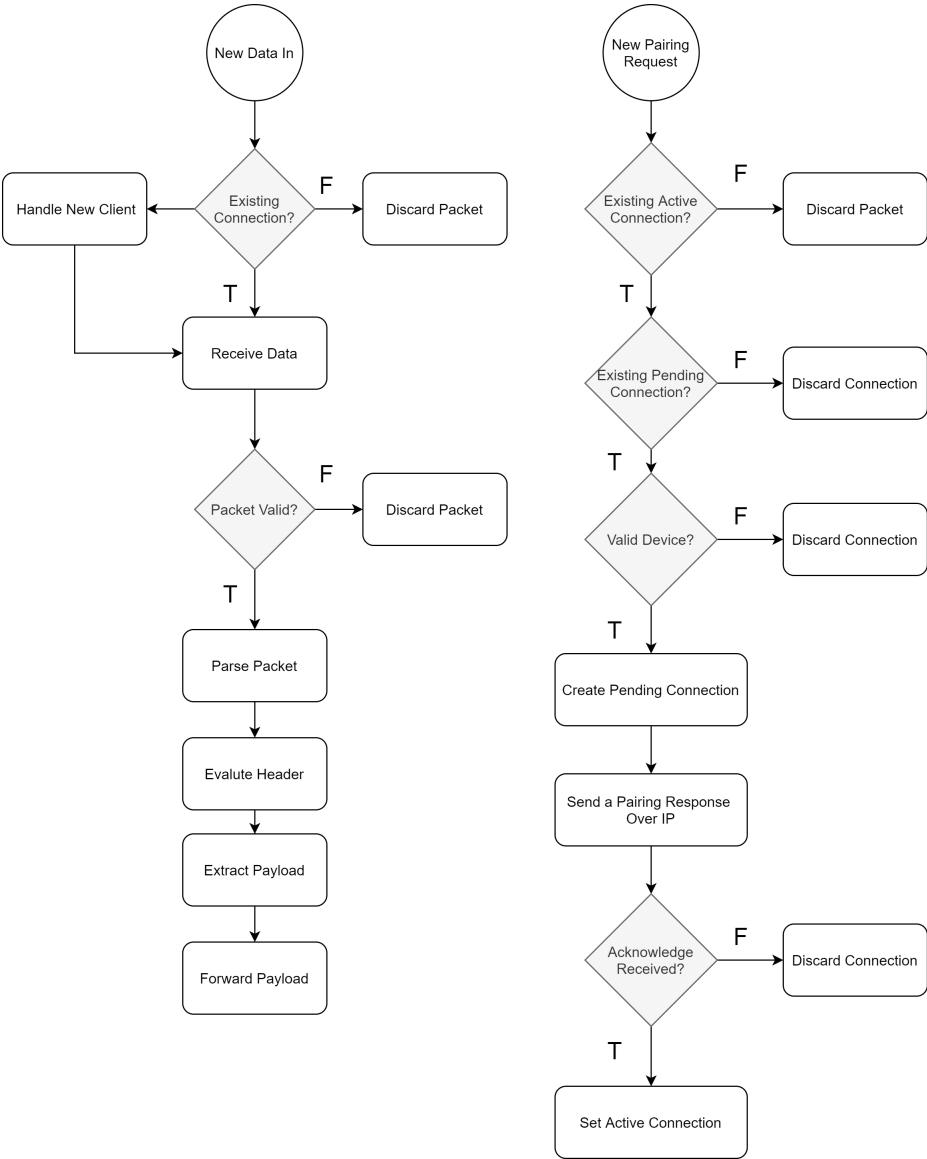 New Data In
Existing
Connection?
F
Discard Packet
Handle New Client
T
Receive Data
Packet Valid?
F
Discard Packet
T
Parse Packet
Evalute Header
Extract Payload
Forward Payload
New Pairing
Request
Existing Active
Connection?
F
Discard Packet
T
Existing Pending
Connection?
F
Discard Connection
T
Valid Device?
F
Discard Connection
T
Create Pending Connection
Send a Pairing Response
Over IP
Acknowledge
Received?
F
Discard Connection
T
Set Active Connection